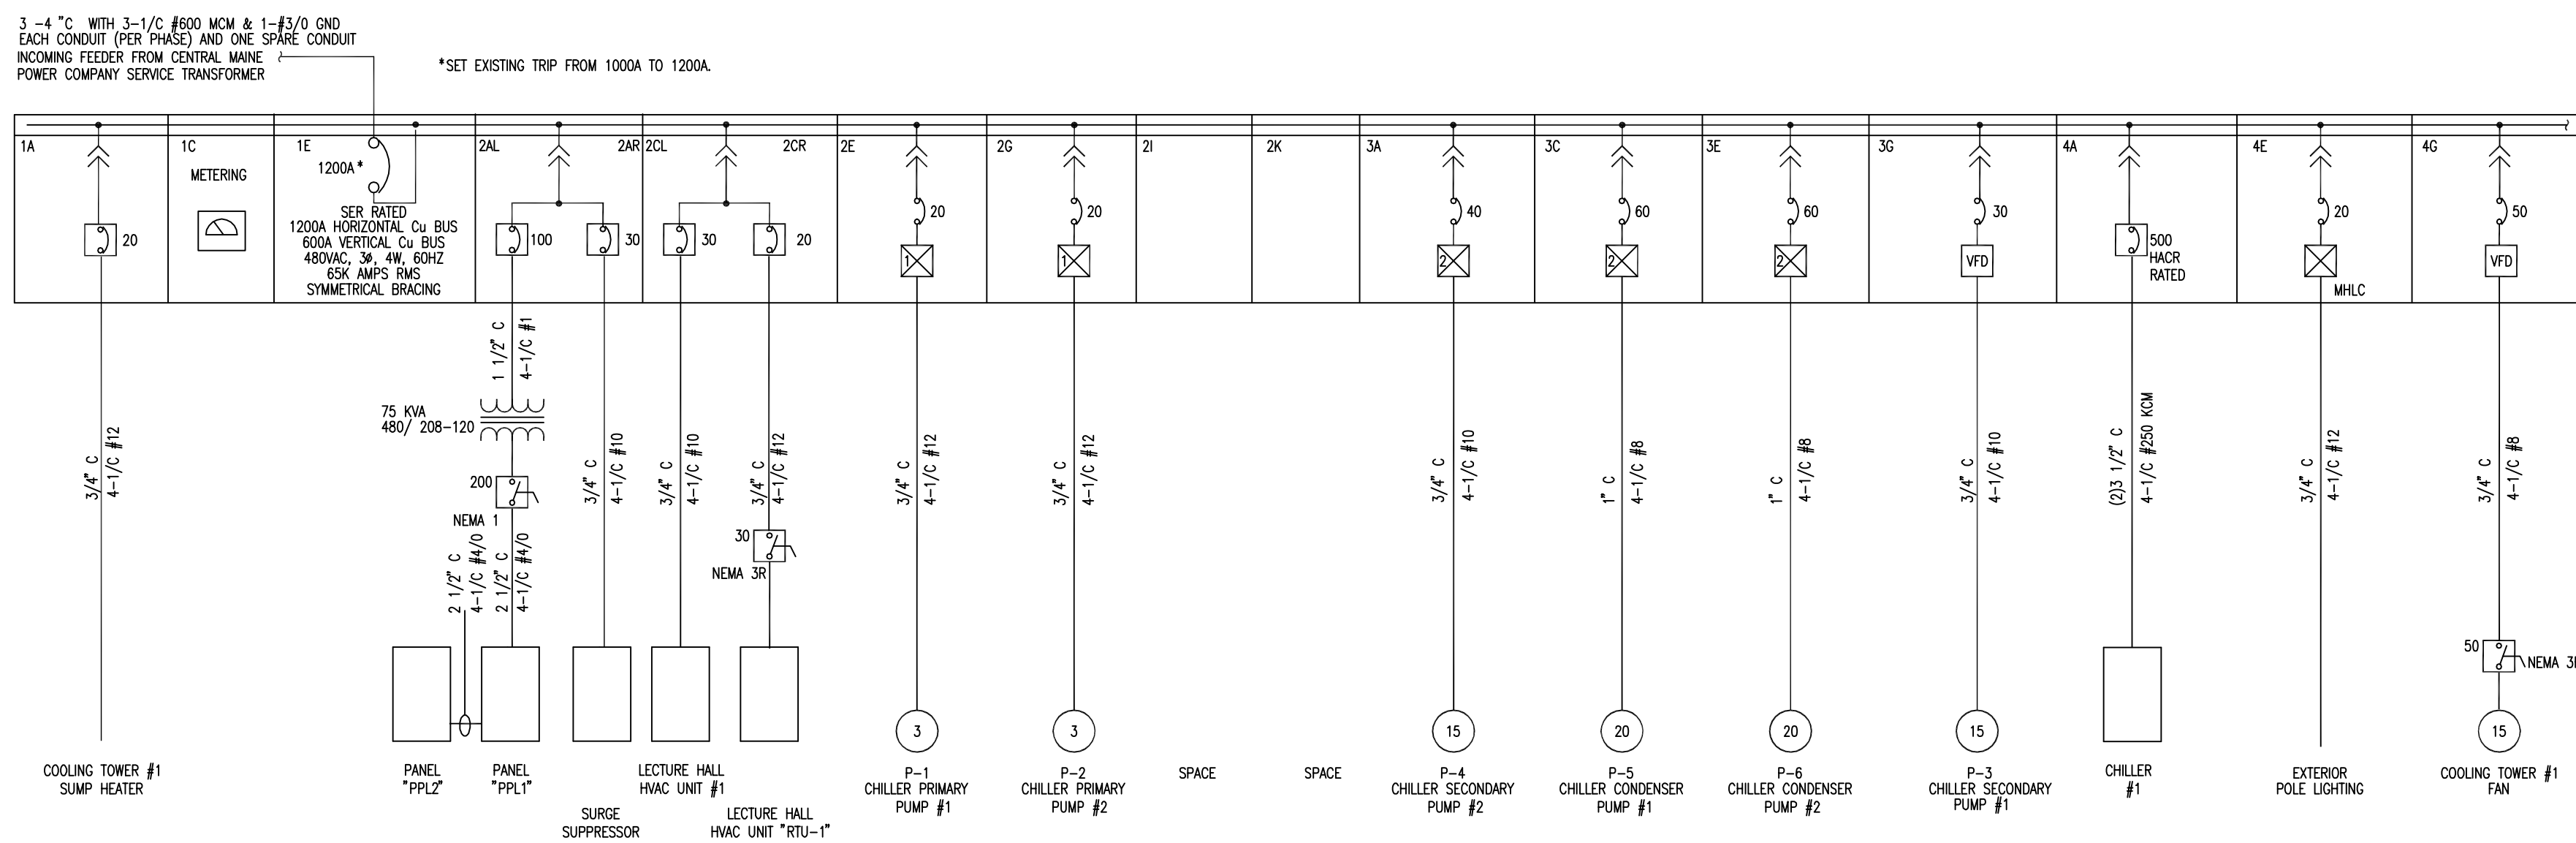 3 -4 "C WITH 3-1/C #600 MCM & 1-#3/0 GND
EACH CONDUIT (PER PHASE) AND ONE SPARE CONDUIT
INCOMING FEEDER FROM CENTRAL MAINE
POWER COMPANY SERVICE TRANSFORMER
*SET EXISTING TRIP FROM 1000A TO 1200A.
1A
20
3/4" C
4-1/C #12
COOLING TOWER #1
SUMP HEATER
1C
METERING
1E
1200A*
SER RATED
1200A HORIZONTAL Cu BUS
600A VERTICAL Cu BUS
480VAC, 3ø, 4W, 60HZ
65K AMPS RMS
SYMMETRICAL BRACING
2AL
2AR
100
30
1 1/2" C
4-1/C #1
75 KVA
480/ 208-120
200
NEMA 1
2 1/2" C
4-1/C #4/0
2 1/2" C
4-1/C #4/0
PANEL
"PPL2"
PANEL
"PPL1"
3/4" C
4-1/C #10
SURGE
SUPPRESSOR
2CL
2CR
30
20
3/4" C
4-1/C #10
LECTURE HALL
HVAC UNIT #1
3/4" C
4-1/C #12
30
NEMA 3R
LECTURE HALL
HVAC UNIT "RTU-1"
2E
20
1
3/4" C
4-1/C #12
3
P-1
CHILLER PRIMARY
PUMP #1
2G
20
1
3/4" C
4-1/C #12
3
P-2
CHILLER PRIMARY
PUMP #2
2I
SPACE
2K
SPACE
3A
40
2
3/4" C
4-1/C #10
15
P-4
CHILLER SECONDARY
PUMP #2
3C
60
2
1" C
4-1/C #8
20
P-5
CHILLER CONDENSER
PUMP #1
3E
60
2
1" C
4-1/C #8
20
P-6
CHILLER CONDENSER
PUMP #2
3G
30
VFD
3/4" C
4-1/C #10
15
P-3
CHILLER SECONDARY
PUMP #1
4A
500
HACR
RATED
(2)3 1/2" C
4-1/C #250 KCM
CHILLER
#1
4E
20
MHLC
3/4" C
4-1/C #12
EXTERIOR
POLE LIGHTING
4G
50
VFD
3/4" C
4-1/C #8
50
NEMA
15
COOLING TOWER #1
FAN